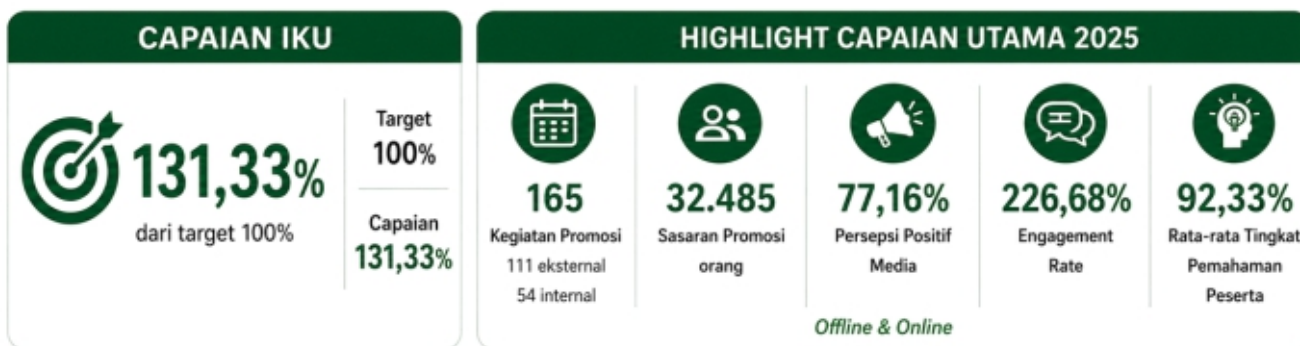 CAPAIAN IKU
131,33%
dari target 100%
Target
100%
Capaian
131,33%
HIGHLIGHT CAPAIAN UTAMA 2025
165
Kegiatan Promosi
111 eksternal
54 internal
32.485
Sasaran Promosi
orang
77,16%
Persepsi Positif
Media
226,68%
Engagement
Rate
92,33%
Rata-rata Tingkat
Pemahaman
Peserta
Offline & Online